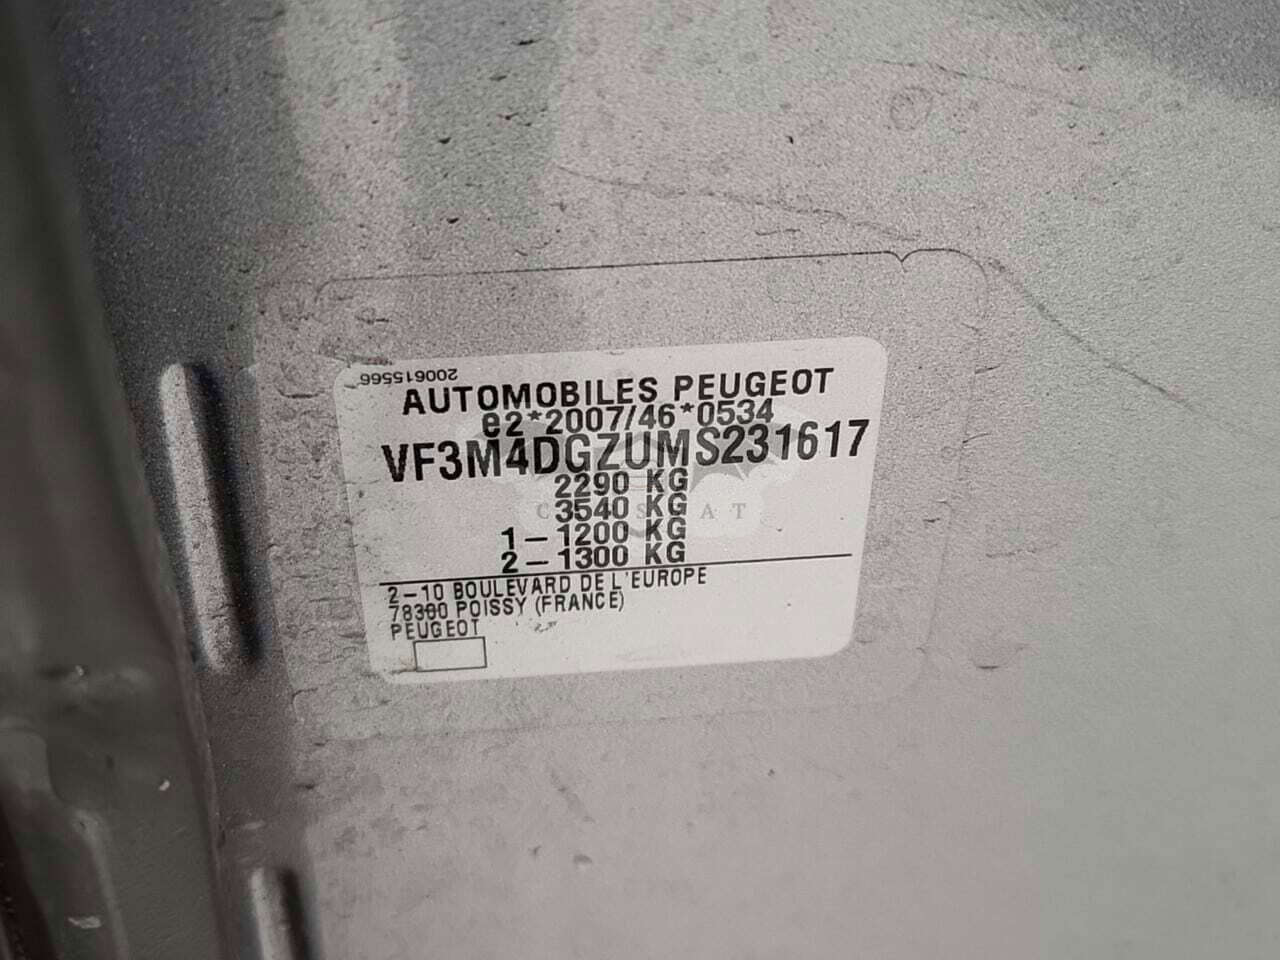 200615566
AUTOMOBILES PEUGEOT
e2*2007/46*0534
VF3M4DGZUMS231617
2290 KG
3540 KG
1-1200 KG
2-1300 KG
2-10 BOULEVARD DE L'EUROPE
78300 POISSY (FRANCE)
PEUGEOT